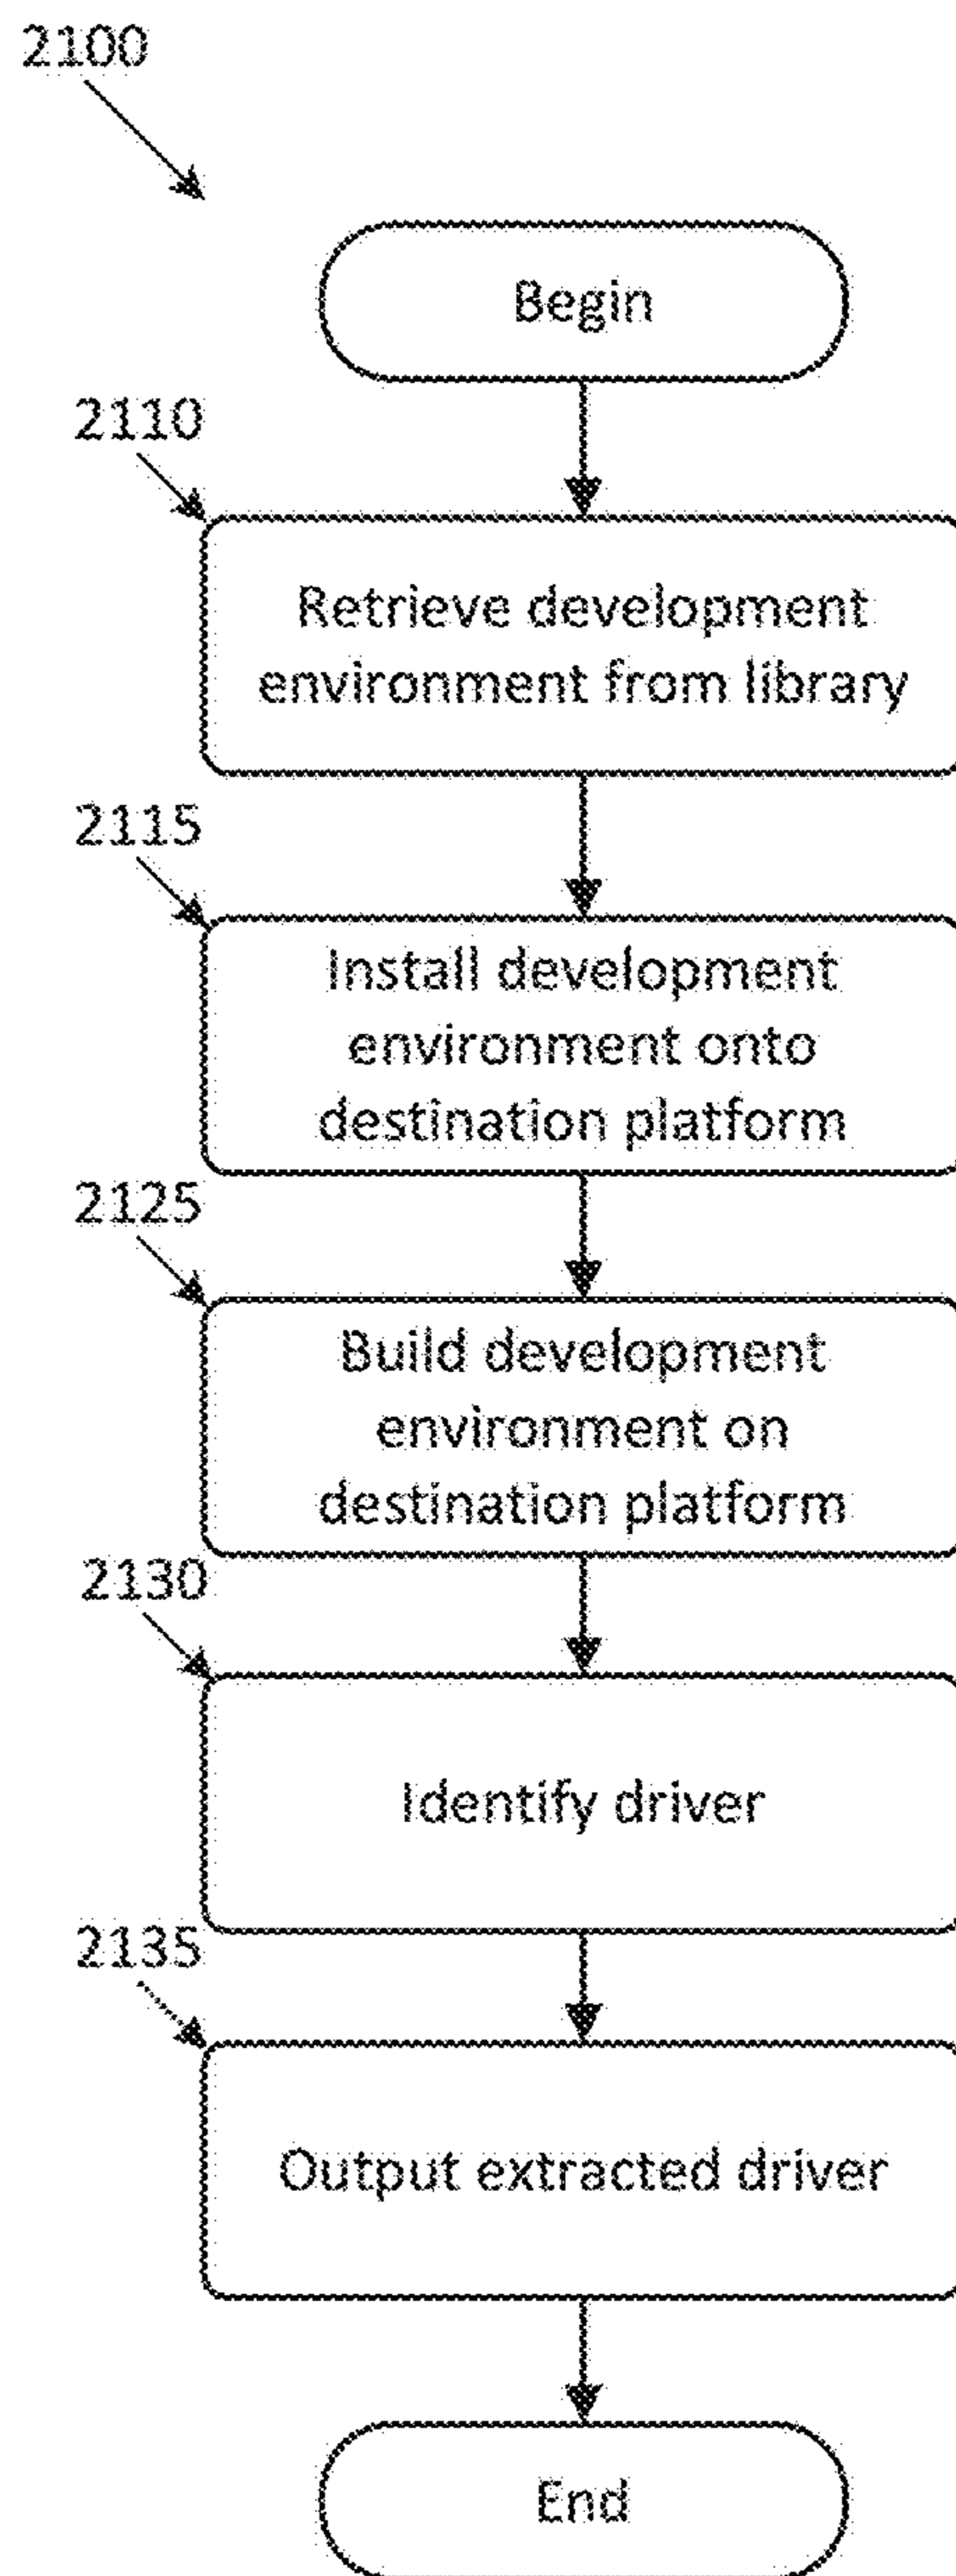 2100
Begin
2110
Retrieve development
environment from library
2115
Install development
environment onto
destination platform
2125
Build development
environment on
destination platform
2130
Identify driver
2135
Output extracted driver
End